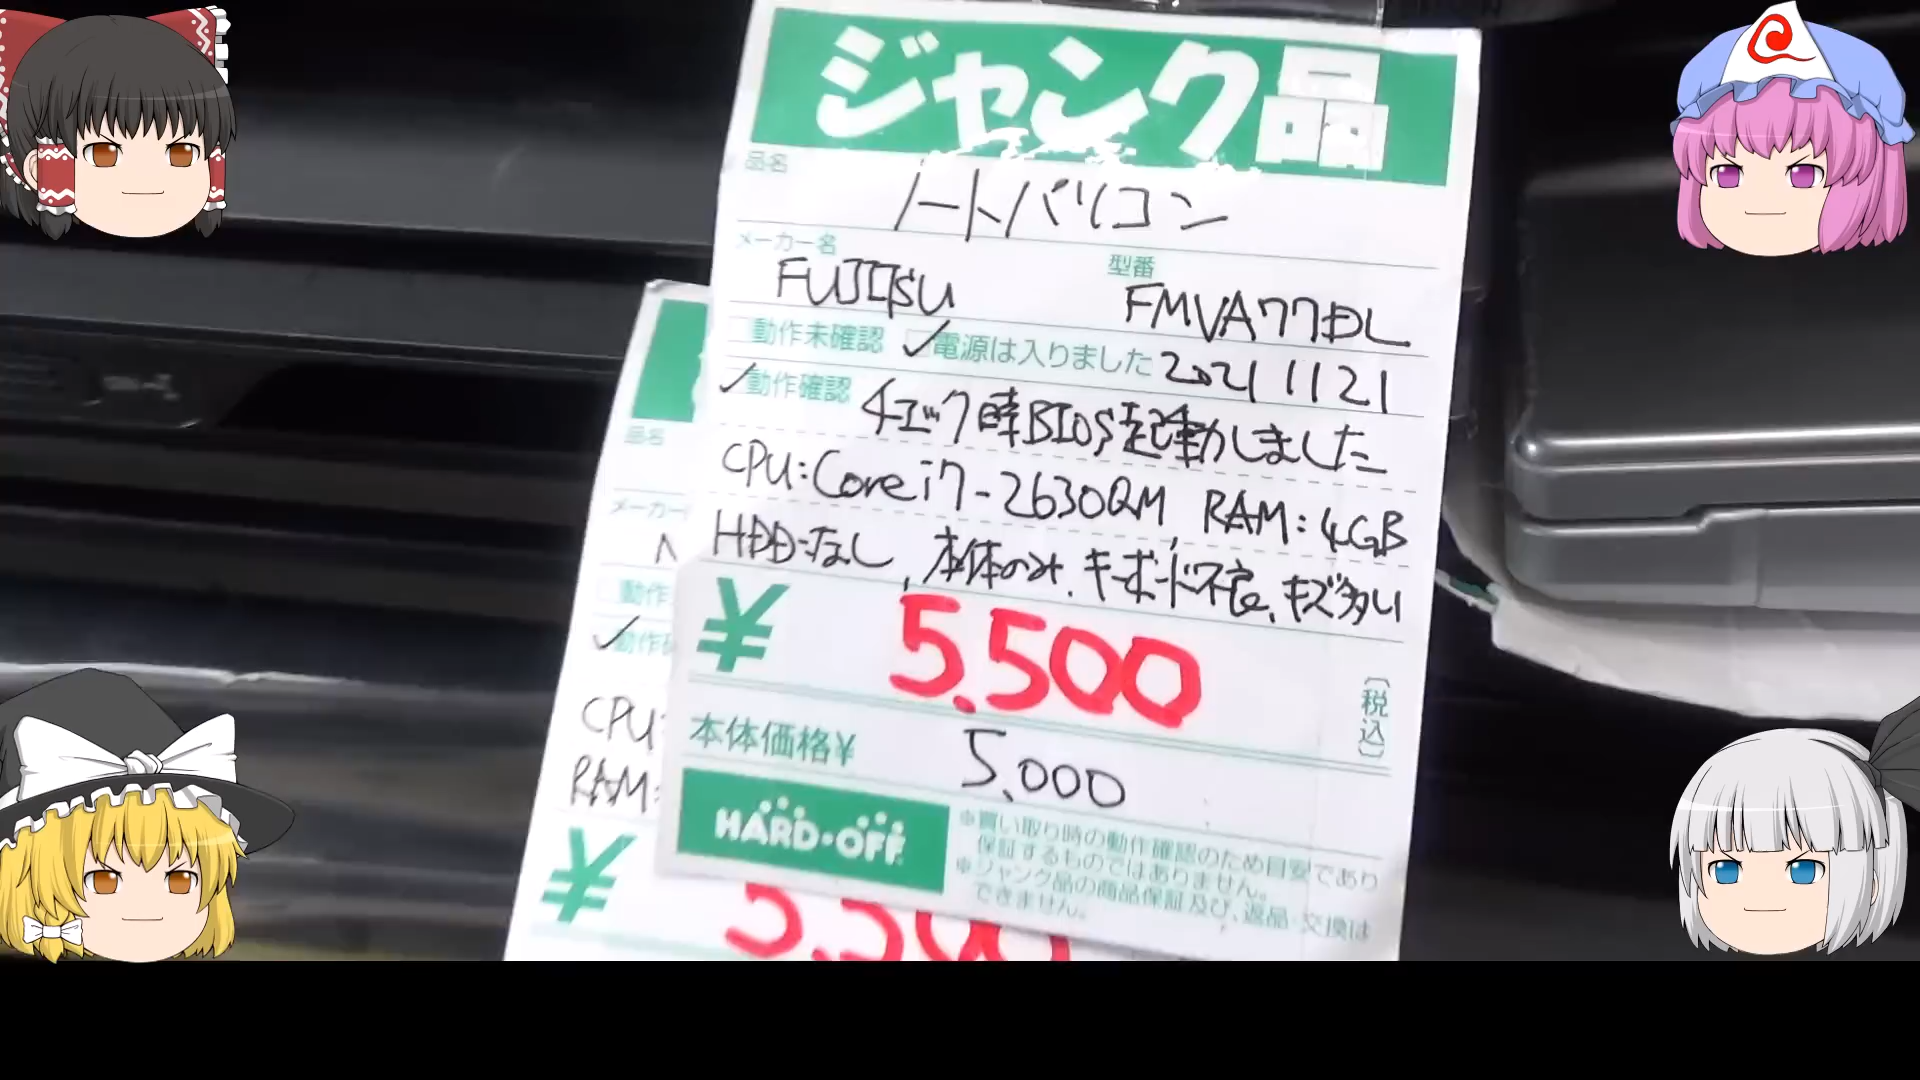 ジャンク品
品名
ノートパソコン
メーカー名
型番
FUJITSU
FMVA77DL
動作未確認 ✓電源は入りました 2021 11 21
✓動作確認 チェック時BIOS起動しました
CPU:Core i7-2630QM, RAM:4GB
HDD:なし, 本体のみ, キーボード不良, キズ多い
¥ 5.500
(税込)
本体価格¥ 5.000
HARD・OFF
※買い取り時の動作確認のため目安であり
保証するものではありません。
※ジャンク品の商品保証及び、返品・交換は
できません。
品名
メーカー
動作
✓動作確
CPU:
RAM:
¥ 5.500